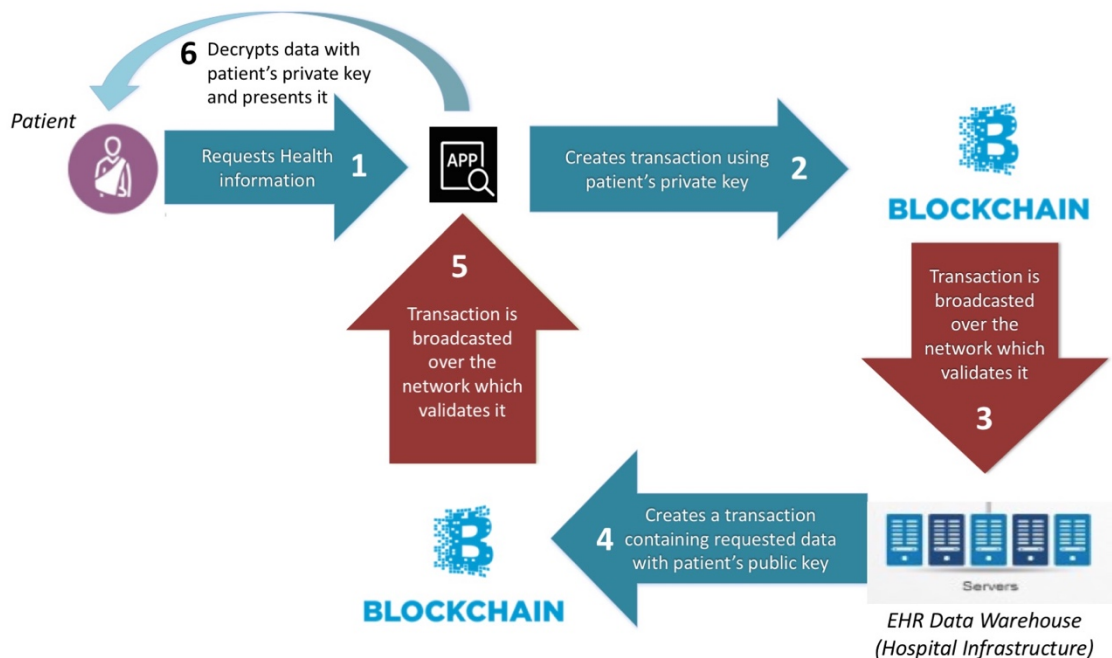 6 Decrypts data with
patient's private key
and presents it
Patient
Requests Health
information
1
APP
Creates transaction using
patient's private key
2
BLOCKCHAIN
Transaction is
broadcasted
over the
network which
validates it
3
Servers
EHR Data Warehouse
(Hospital Infrastructure)
4
Creates a transaction
containing requested data
with patient's public key
BLOCKCHAIN
5
Transaction is
broadcasted
over the
network which
validates it